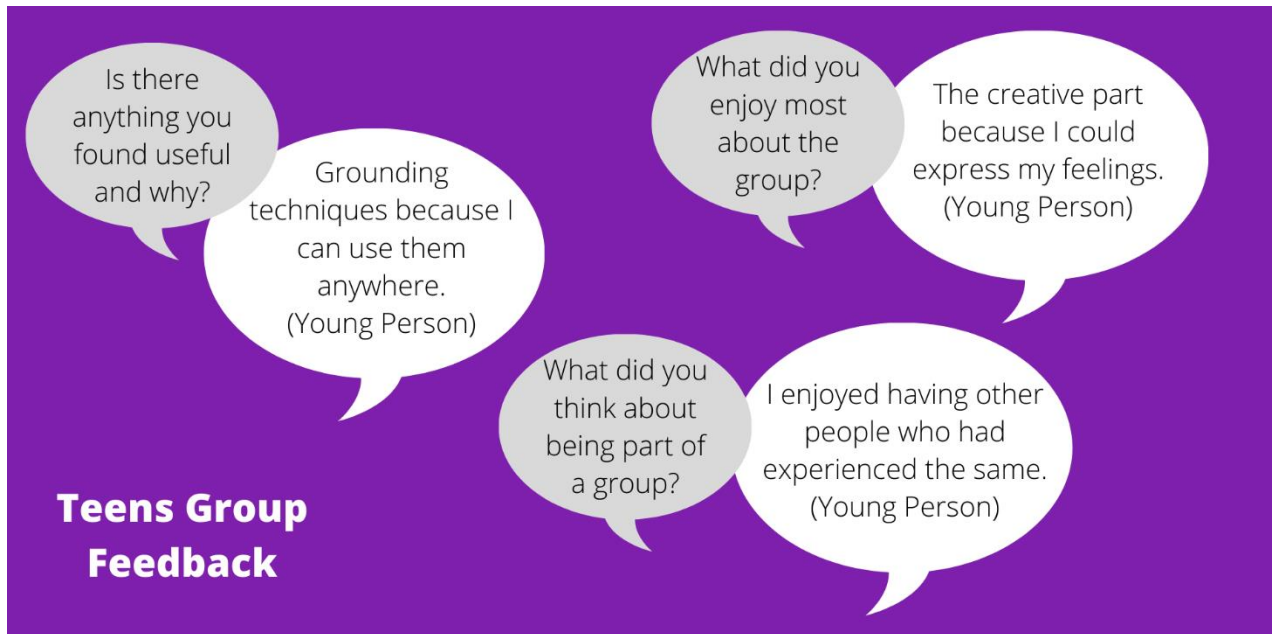 Is there
anything you
found useful
and why?
Grounding
techniques because I
can use them
anywhere.
(Young Person)
What did you
enjoy most
about the
group?
The creative part
because I could
express my feelings.
(Young Person)
What did you
think about
being part of
a group?
I enjoyed having other
people who had
experienced the same.
(Young Person)
Teens Group
Feedback